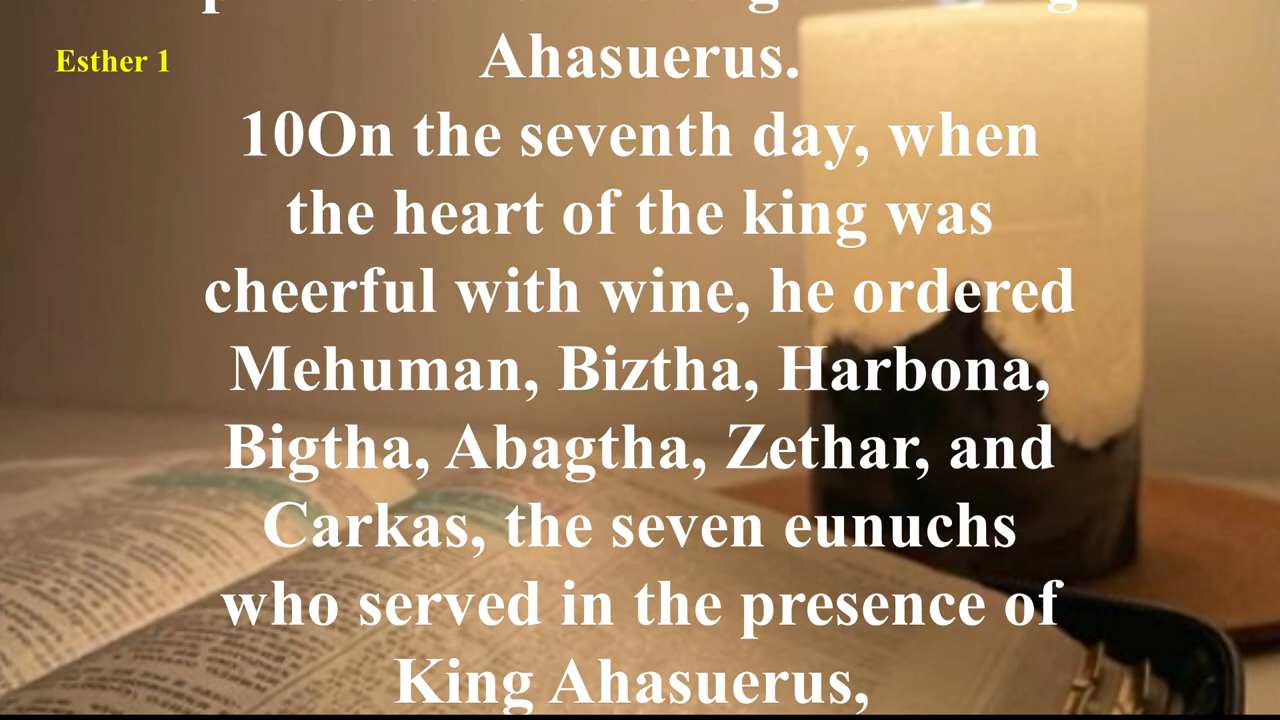 Esther 1
Ahasuerus.
10On the seventh day, when
the heart of the king was
cheerful with wine, he ordered
Mehuman, Biztha, Harbona,
Bigtha, Abagtha, Zethar, and
Carkas, the seven eunuchs
who served in the presence of
King Ahasuerus,